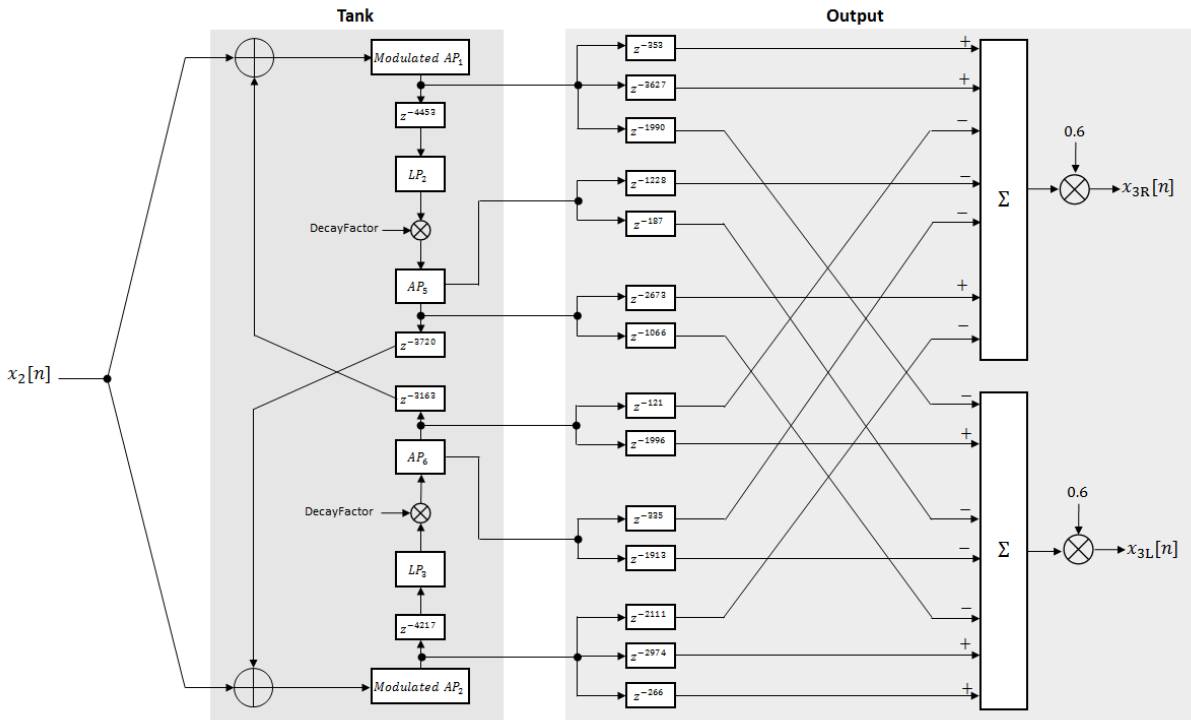 Tank
Output
Modulated AP₁
z⁻⁴⁴⁵³
LP₂
DecayFactor
AP₅
z⁻³⁷²⁰
x₂[n]
z⁻³¹⁶³
AP₆
DecayFactor
LP₃
z⁻⁴²¹⁷
Modulated AP₂
z⁻³⁵³
z⁻³⁶²⁷
z⁻¹⁹⁹⁰
z⁻¹²²⁸
z⁻¹⁸⁷
z⁻²⁶⁷³
z⁻¹⁰⁶⁶
z⁻¹²¹
z⁻¹⁹⁹⁶
z⁻³³⁵
z⁻¹⁹¹³
z⁻²¹¹¹
z⁻²⁹⁷⁴
z⁻²⁶⁶
+
+
−
−
−
+
−
Σ
0.6
x₃R[n]
−
+
−
−
−
+
+
Σ
0.6
x₃L[n]